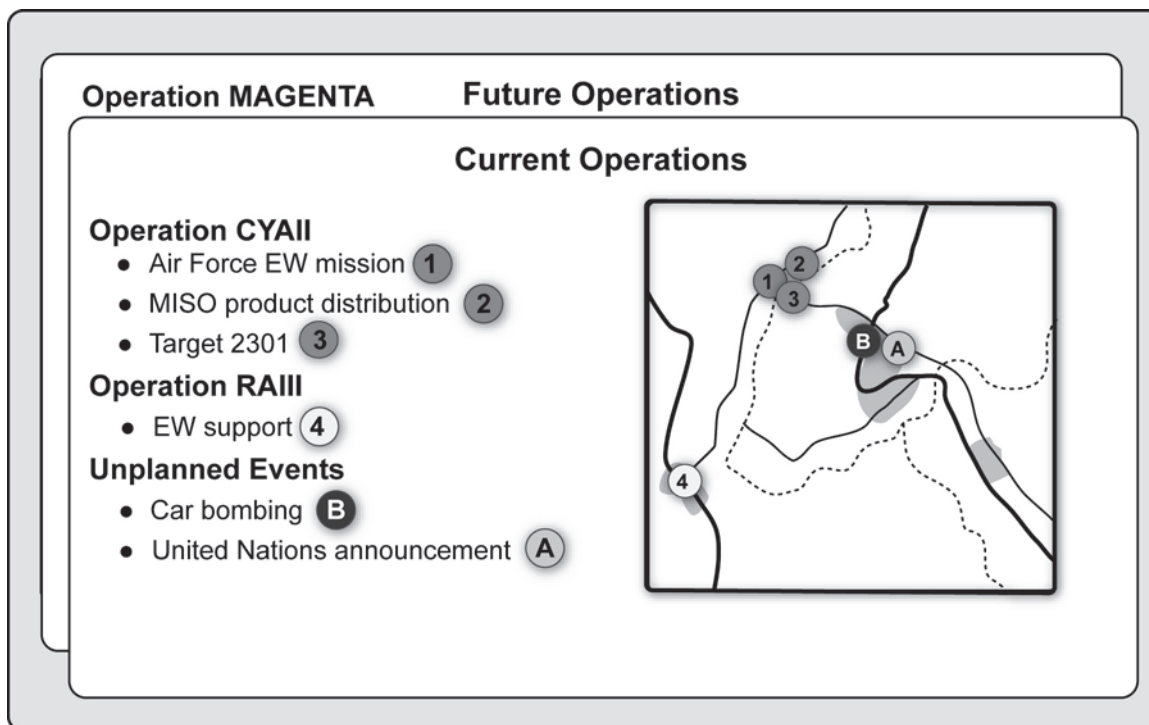 Operation MAGENTA Future Operations
Current Operations
Operation CYAII
• Air Force EW mission 1
• MISO product distribution 2
• Target 2301 3
Operation RAIII
• EW support 4
Unplanned Events
• Car bombing B
• United Nations announcement A
2
1
3
B A
4